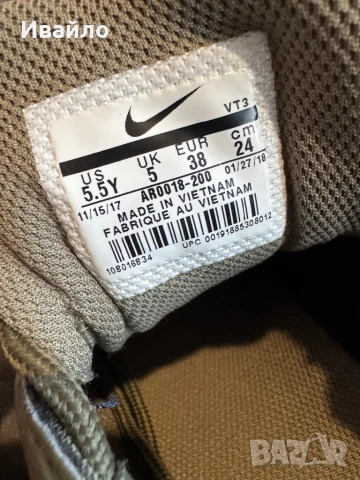 Ивайло
VT3
US UK EUR cm
5.5Y 5 38 24
11/15/17 AR0018-200 01/27/18
MADE IN VIETNAM
FABRIQUE AU VIETNAM
108016834 UPC 00191885308012
BAZAR